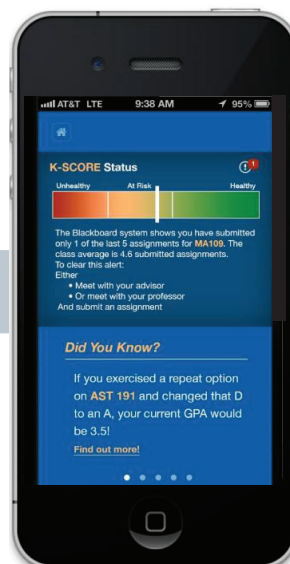 AT&T LTE 9:38 AM 95%
K-SCORE Status
1
Unhealthy At Risk Healthy
The Blackboard system shows you have submitted
only 1 of the last 5 assignments for MA109. The
class average is 4.6 submitted assignments.
To clear this alert:
Either
• Meet with your advisor
• Or meet with your professor
And submit an assignment
Did You Know?
If you exercised a repeat option
on AST 191 and changed that D
to an A, your current GPA would
be 3.5!
Find out more!